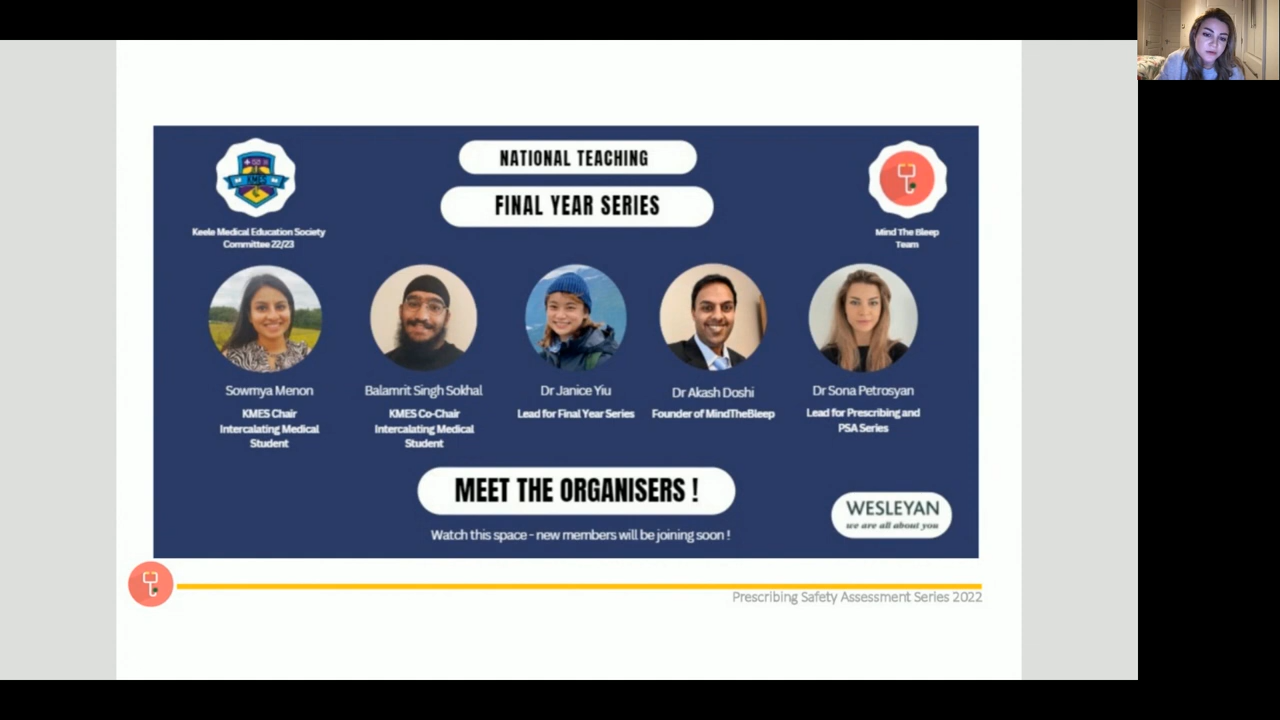 NATIONAL TEACHING
FINAL YEAR SERIES
KMES
Keele Medical Education Society
Committee 22/23
Mind The Bleep
Team
Sowmya Menon
KMES Chair
Intercalating Medical
Student
Balamrit Singh Sokhal
KMES Co-Chair
Intercalating Medical
Student
Dr Janice Yiu
Lead for Final Year Series
Dr Akash Doshi
Founder of MindTheBleep
Dr Sona Petrosyan
Lead for Prescribing and
PSA Series
MEET THE ORGANISERS !
Watch this space - new members will be joining soon !
WESLEYAN
we are all about you
Prescribing Safety Assessment Series 2022